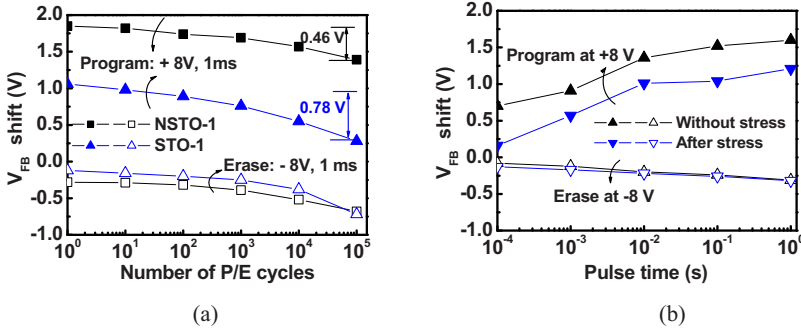 (a)
2.0
1.5
1.0
0.5
0.0
-0.5
-1.0
V_FB shift (V)
0.46 V
Program: + 8V, 1ms
0.78 V
NSTO-1
STO-1
Erase: - 8V, 1 ms
10^0 10^1 10^2 10^3 10^4 10^5
Number of P/E cycles
(a)
(b)
2.0
1.5
1.0
0.5
0.0
-0.5
-1.0
V_FB shift (V)
Program at +8 V
Without stress
After stress
Erase at -8 V
10^-4 10^-3 10^-2 10^-1 10^0
Pulse time (s)
(b)